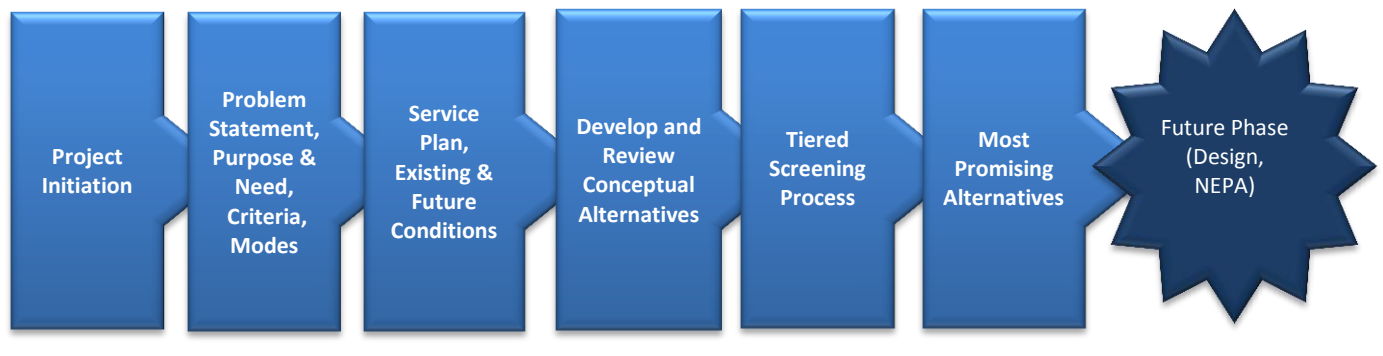 Project
Initiation
Problem
Statement,
Purpose &
Need,
Criteria,
Modes
Service
Plan,
Existing &
Future
Conditions
Develop and
Review
Conceptual
Alternatives
Tiered
Screening
Process
Most
Promising
Alternatives
Future Phase
(Design,
NEPA)